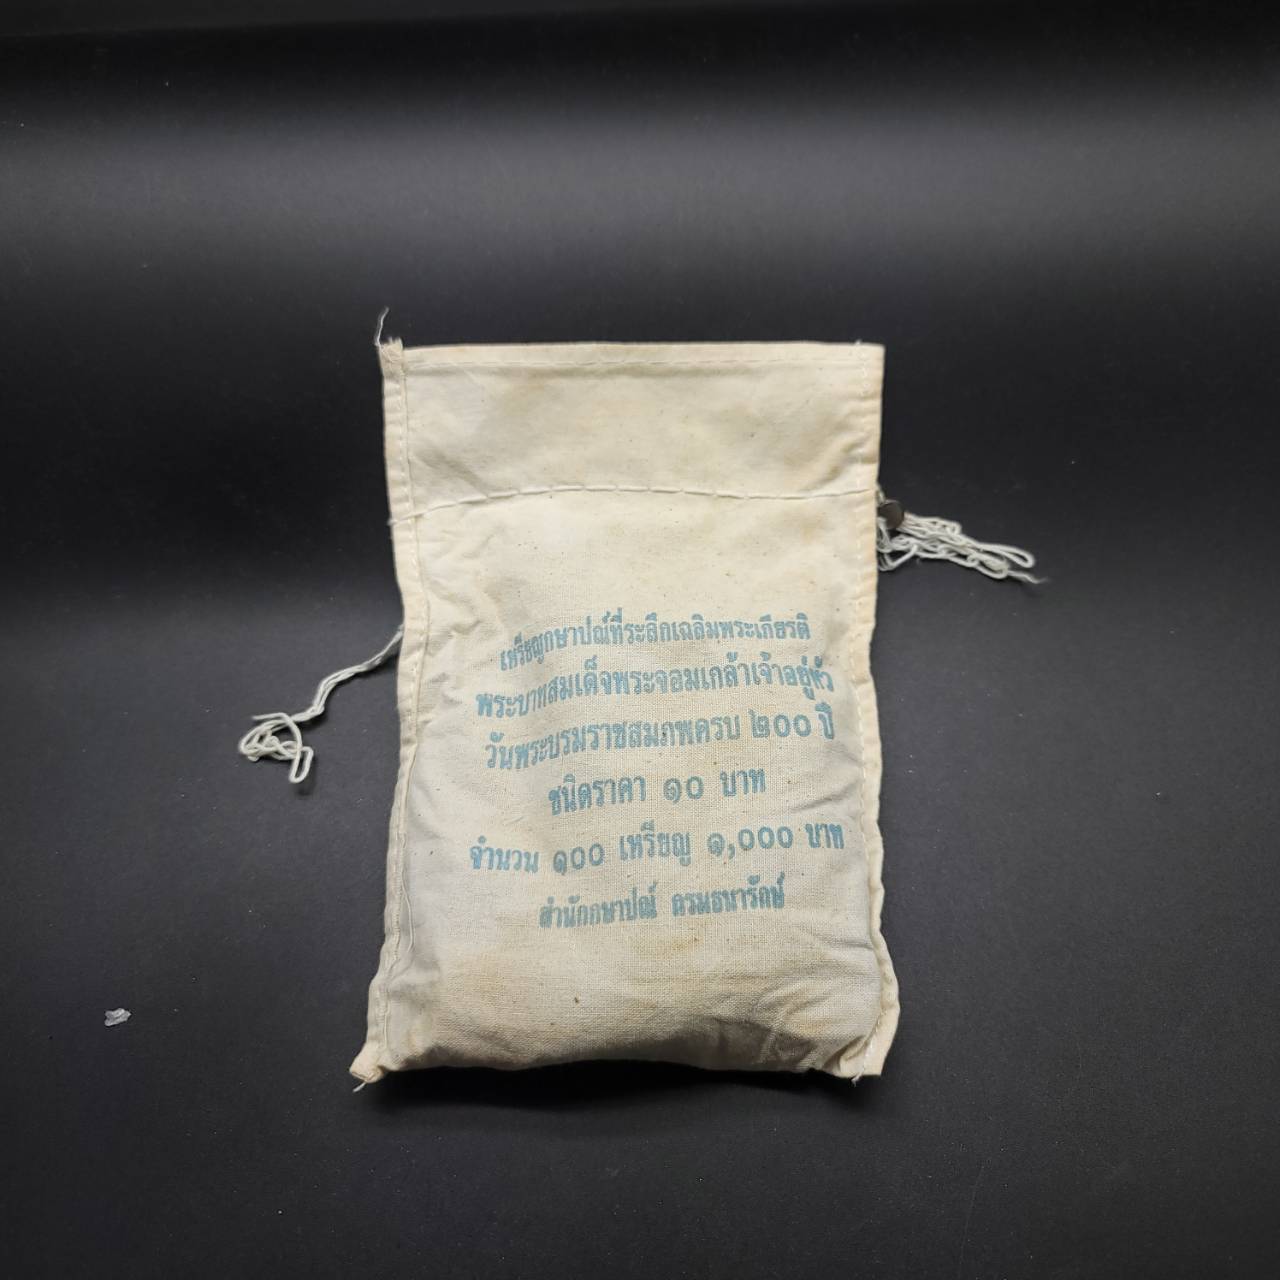 เหรียญกษาปณ์ที่ระลึกเฉลิมพระเกียรติ
พระบาทสมเด็จพระจอมเกล้าเจ้าอยู่หัว
วันพระบรมราชสมภพครบ ๒๐๐ ปี
ชนิดราคา ๑๐ บาท
จำนวน ๑๐๐ เหรียญ ๑,๐๐๐ บาท
สำนักกษาปณ์ กรมธนารักษ์